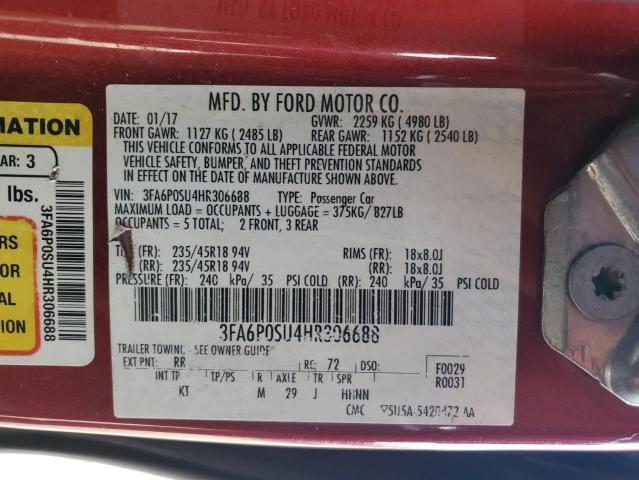 MFD. BY FORD MOTOR CO.
DATE: 01/17 GVWR: 2259 KG ( 4980 LB)
FRONT GAWR: 1127 KG ( 2485 LB) REAR GAWR: 1152 KG ( 2540 LB)
THIS VEHICLE CONFORMS TO ALL APPLICABLE FEDERAL MOTOR
VEHICLE SAFETY, BUMPER, AND THEFT PREVENTION STANDARDS
IN EFFECT ON THE DATE OF MANUFACTURE SHOWN ABOVE.
VIN: 3FA6P0SU4HR306688 TYPE: Passenger Car
MAXIMUM LOAD = OCCUPANTS + LUGGAGE = 375KG/ 827LB
OCCUPANTS = 5 TOTAL; 2 FRONT, 3 REAR
(FR): 235/45R18 94V RIMS (FR): 18x8.0J
(RR): 235/45R18 94V (RR): 18x8.0J
PRESSURE (FR): 240 kPa/ 35 PSI COLD (RR): 240 kPa/35 PSI COLD
3FA6P0SU4HR306688
TRAILER TOWING - SEE OWNER GUIDE
EXT PNT: RR RC: 72 DSO: F0029
R0031
INT TR TP/PS R AXLE TR SPR
KT M 29 J HHNN
CMC
MATION
AR: 3
lbs.
RS
OR
AL
S
3FA6P0SU4HR306688